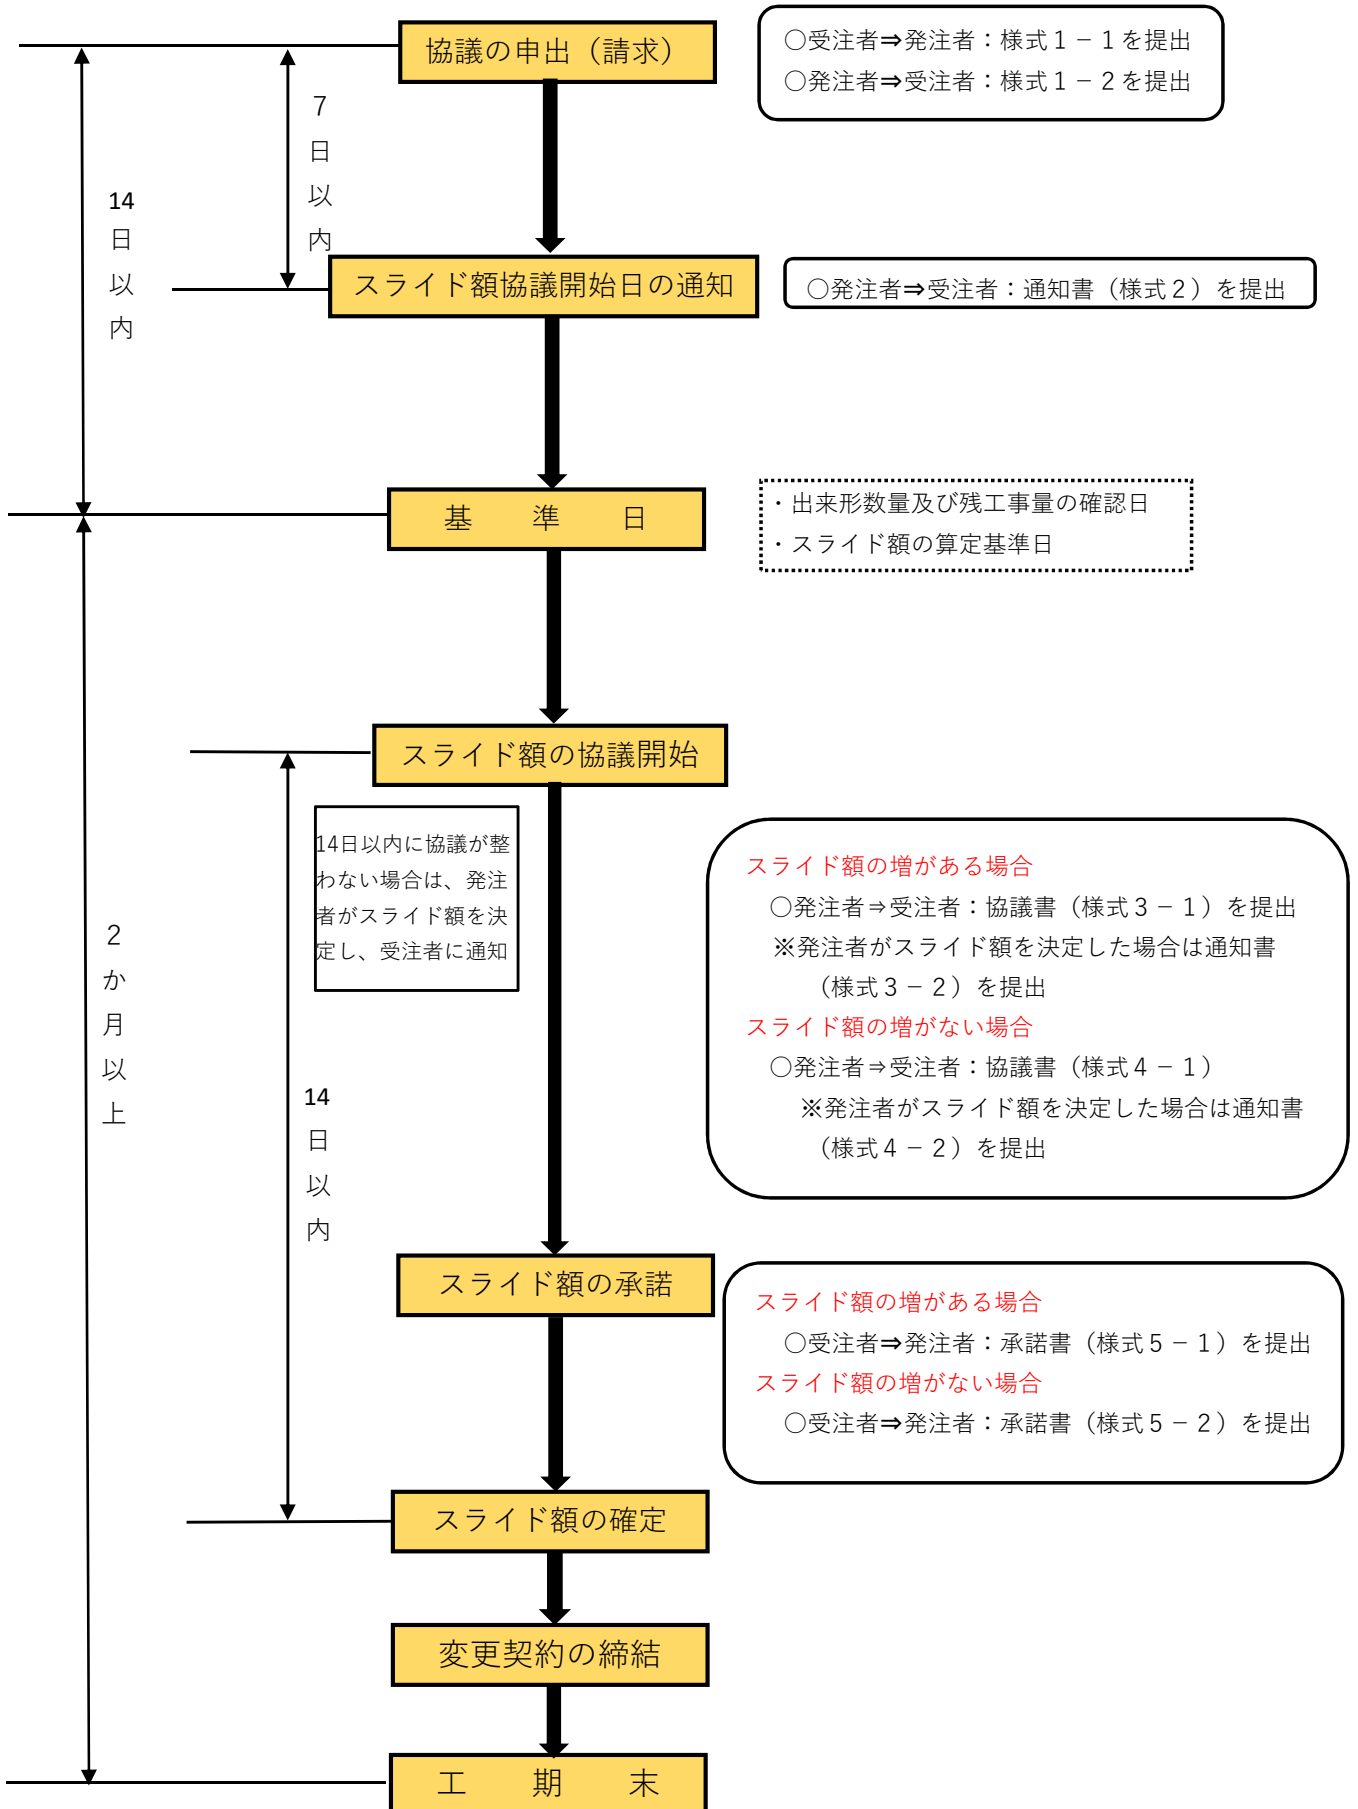 協議の申出（請求）
○受注者⇒発注者：様式１－１を提出
○発注者⇒受注者：様式１－２を提出
7日以内
14日以内
スライド額協議開始日の通知
○発注者⇒受注者：通知書（様式２）を提出
基　準　日
・出来形数量及び残工事量の確認日
・スライド額の算定基準日
スライド額の協議開始
14日以内に協議が整
わない場合は、発注
者がスライド額を決
定し、受注者に通知
2か月以上
14日以内
スライド額の増がある場合
○発注者⇒受注者：協議書（様式３－１）を提出
※発注者がスライド額を決定した場合は通知書
（様式３－２）を提出
スライド額の増がない場合
○発注者⇒受注者：協議書（様式４－１）
※発注者がスライド額を決定した場合は通知書
（様式４－２）を提出
スライド額の承諾
スライド額の増がある場合
○受注者⇒発注者：承諾書（様式５－１）を提出
スライド額の増がない場合
○受注者⇒発注者：承諾書（様式５－２）を提出
スライド額の確定
変更契約の締結
工　期　末